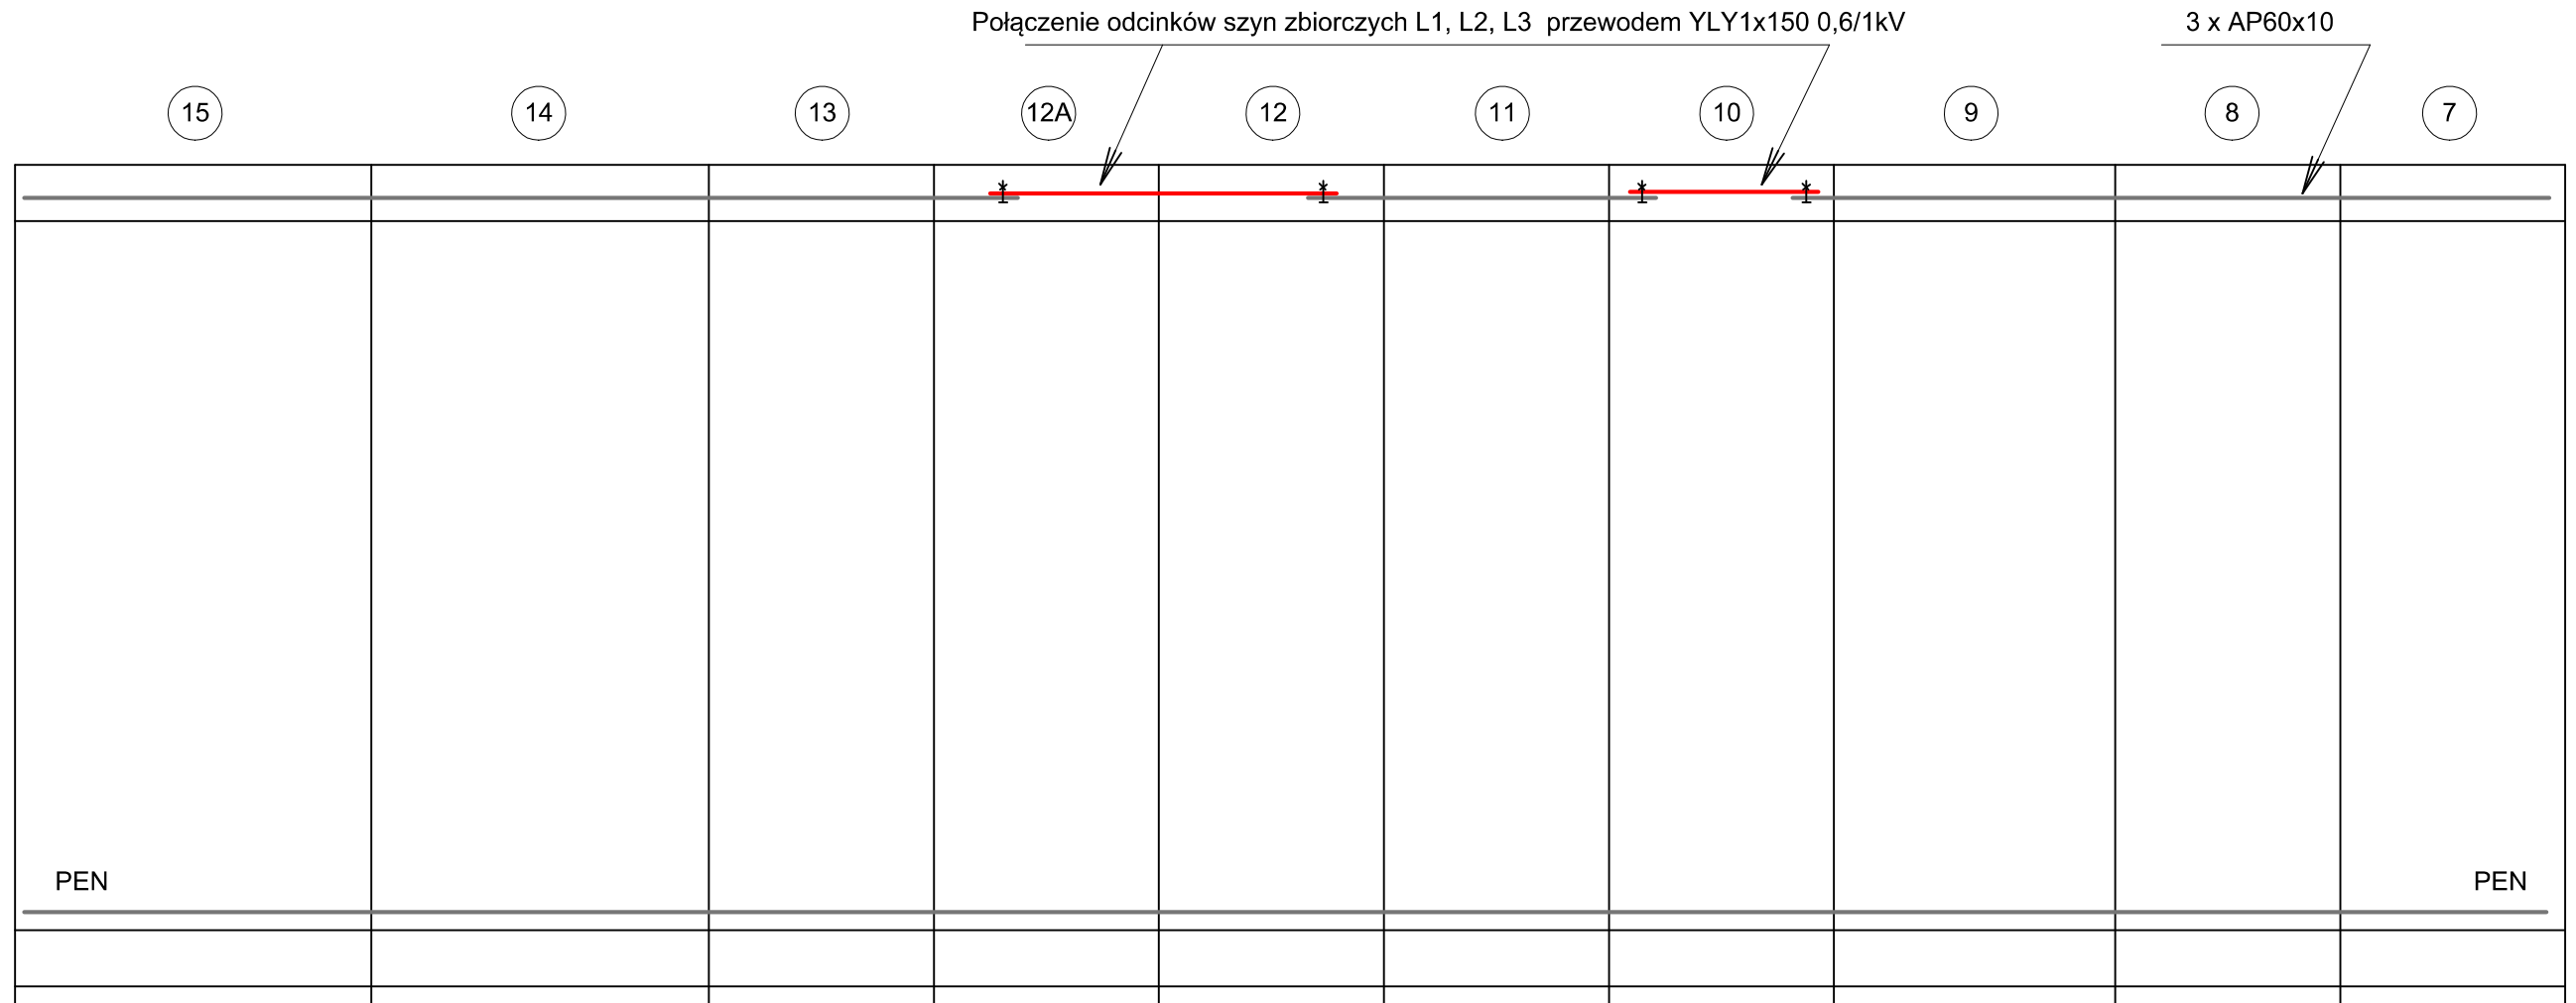 Połączenie odcinków szyn zbiorczych L1, L2, L3 przewodem YLY1x150 0,6/1kV
3 x AP60x10
15 14 13 12A 12 11 10 9 8 7
PEN PEN